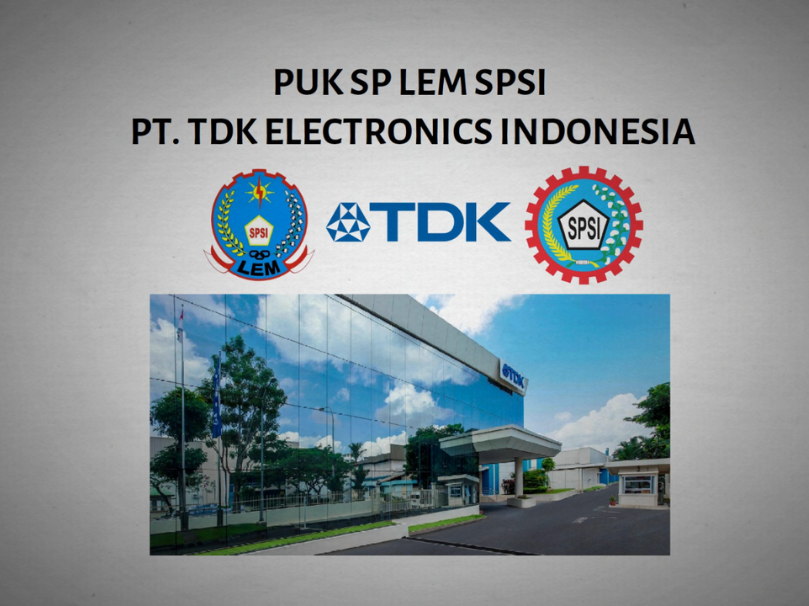 PUK SP LEM SPSI
PT. TDK ELECTRONICS INDONESIA
SPSI
LEM
TDK
SPSI
TDK